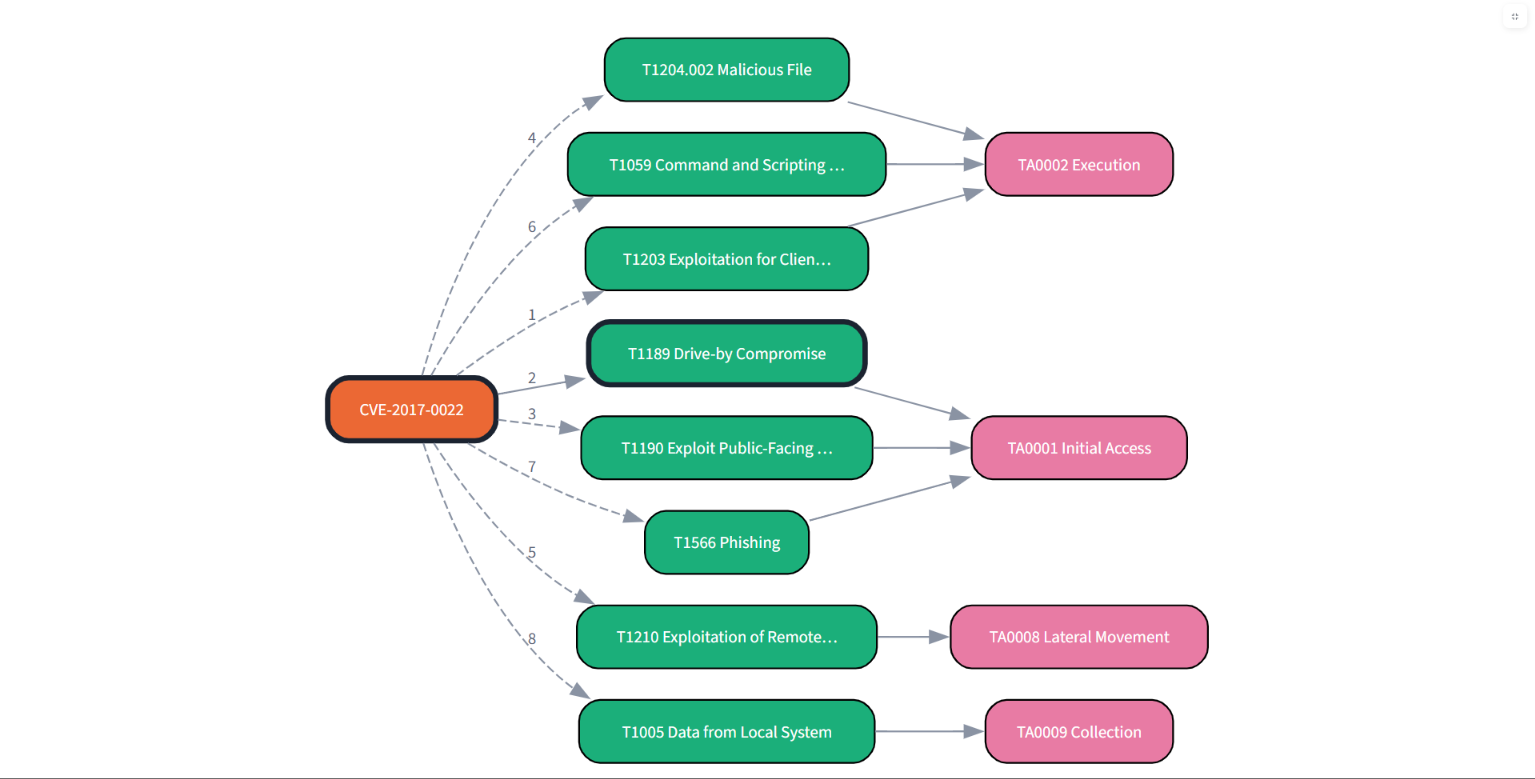 T1204.002 Malicious File
4
T1059 Command and Scripting …
TA0002 Execution
6
T1203 Exploitation for Clien…
1
T1189 Drive-by Compromise
2
CVE-2017-0022
3
T1190 Exploit Public-Facing …
TA0001 Initial Access
7
T1566 Phishing
5
T1210 Exploitation of Remote…
TA0008 Lateral Movement
8
T1005 Data from Local System
TA0009 Collection